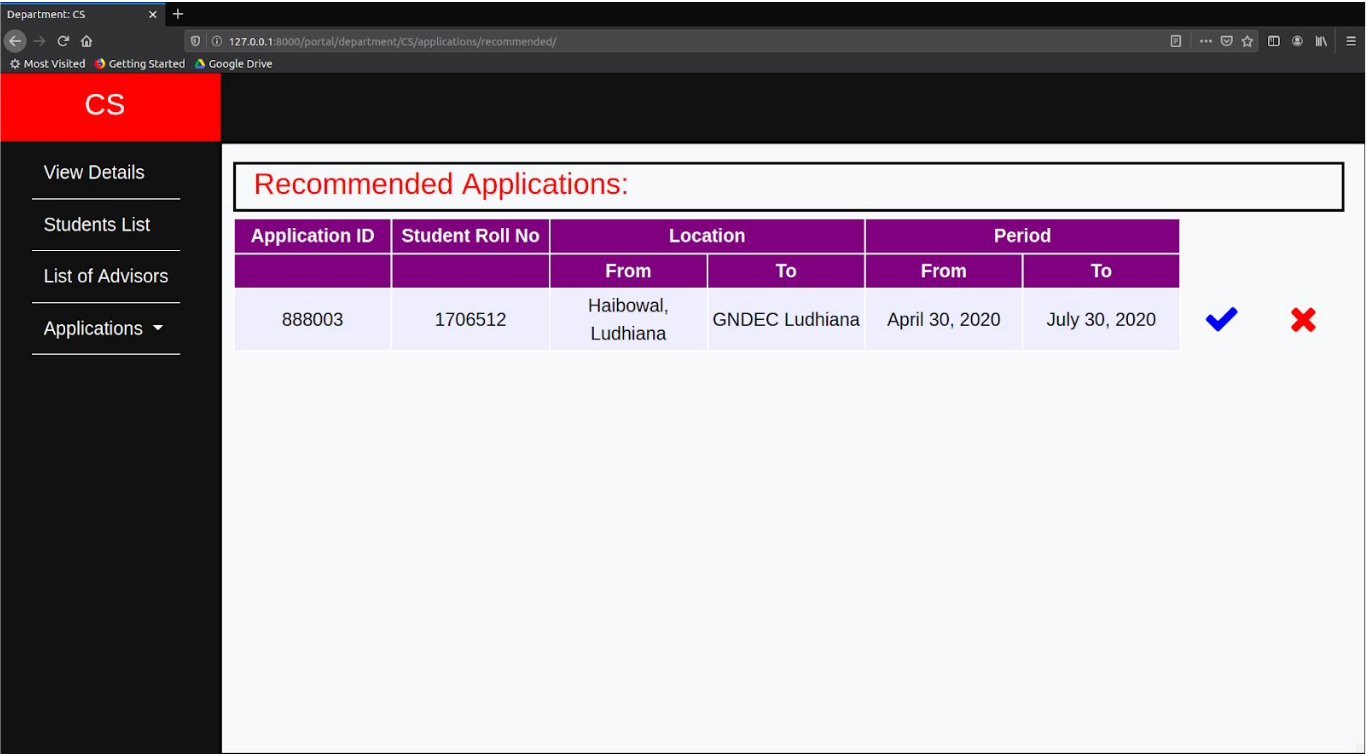 Department: CS
127.0.0.1:8000/portal/department/CS/applications/recommended/
Most Visited Getting Started Google Drive
CS
View Details
Students List
List of Advisors
Applications
Recommended Applications:
Application ID Student Roll No Location Period
From To From To
888003 1706512 Haibowal, Ludhiana GNDEC Ludhiana April 30, 2020 July 30, 2020